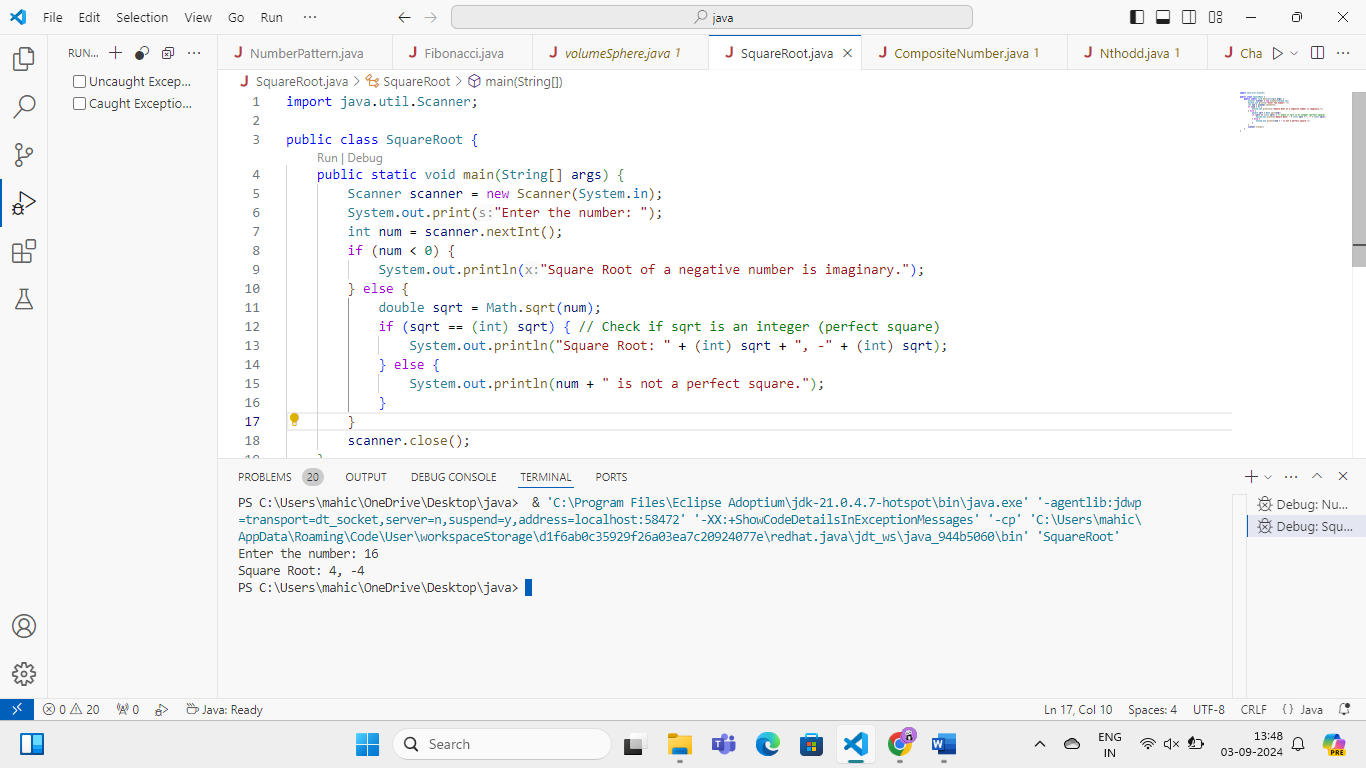 File Edit Selection View Go Run ···
java
RUN... 
Uncaught Excep...
Caught Exceptio...
NumberPattern.java
Fibonacci.java
volumeSphere.java 1
SquareRoot.java
CompositeNumber.java 1
Nthodd.java 1
Cha
SquareRoot.java > SquareRoot > main(String[])
1 import java.util.Scanner;
2
3 public class SquareRoot {
Run | Debug
4 public static void main(String[] args) {
5 Scanner scanner = new Scanner(System.in);
6 System.out.print(s:"Enter the number: ");
7 int num = scanner.nextInt();
8 if (num < 0) {
9 System.out.println(x:"Square Root of a negative number is imaginary.");
10 } else {
11 double sqrt = Math.sqrt(num);
12 if (sqrt == (int) sqrt) { // Check if sqrt is an integer (perfect square)
13 System.out.println("Square Root: " + (int) sqrt + ", -" + (int) sqrt);
14 } else {
15 System.out.println(num + " is not a perfect square.");
16 }
17 }
18 scanner.close();
PROBLEMS 20 OUTPUT DEBUG CONSOLE TERMINAL PORTS
PS C:\Users\mahic\OneDrive\Desktop\java>  & 'C:\Program Files\Eclipse Adoptium\jdk-21.0.4.7-hotspot\bin\java.exe' '-agentlib:jdwp
=transport=dt_socket,server=n,suspend=y,address=localhost:58472' '-XX:+ShowCodeDetailsInExceptionMessages' '-cp' 'C:\Users\mahic\
AppData\Roaming\Code\User\workspaceStorage\d1f6ab0c35929f26a03ea7c20924077e\redhat.java\jdt_ws\java_944b5060\bin' 'SquareRoot'
Enter the number: 16
Square Root: 4, -4
PS C:\Users\mahic\OneDrive\Desktop\java>
Debug: Nu...
Debug: Squ...
0 20 0 Java: Ready
Ln 17, Col 10 Spaces: 4 UTF-8 CRLF {} Java
Search
ENG
IN
13:48
03-09-2024
PRE